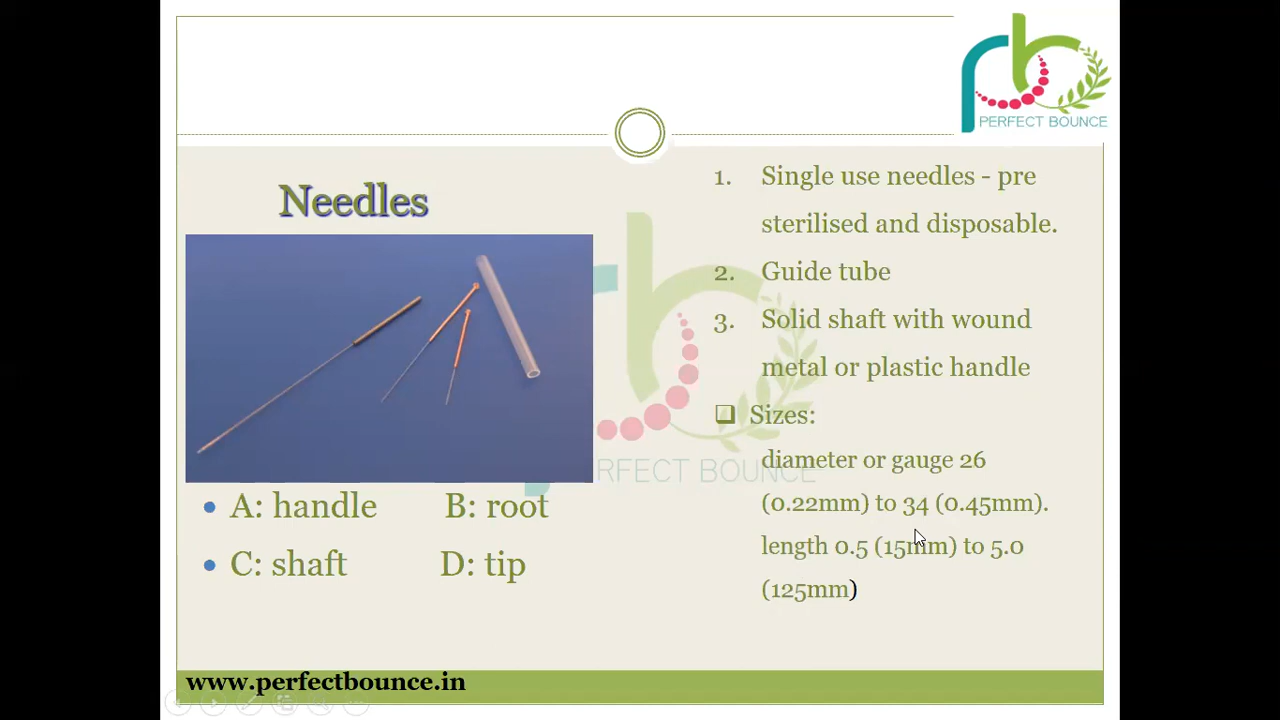 PERFECT BOUNCE
Needles
1. Single use needles - pre
sterilised and disposable.
2. Guide tube
3. Solid shaft with wound
metal or plastic handle
❑ Sizes:
diameter or gauge 26
(0.22mm) to 34 (0.45mm).
length 0.5 (15mm) to 5.0
(125mm)
PERFECT BOUNCE
• A: handle B: root
• C: shaft D: tip
www.perfectbounce.in